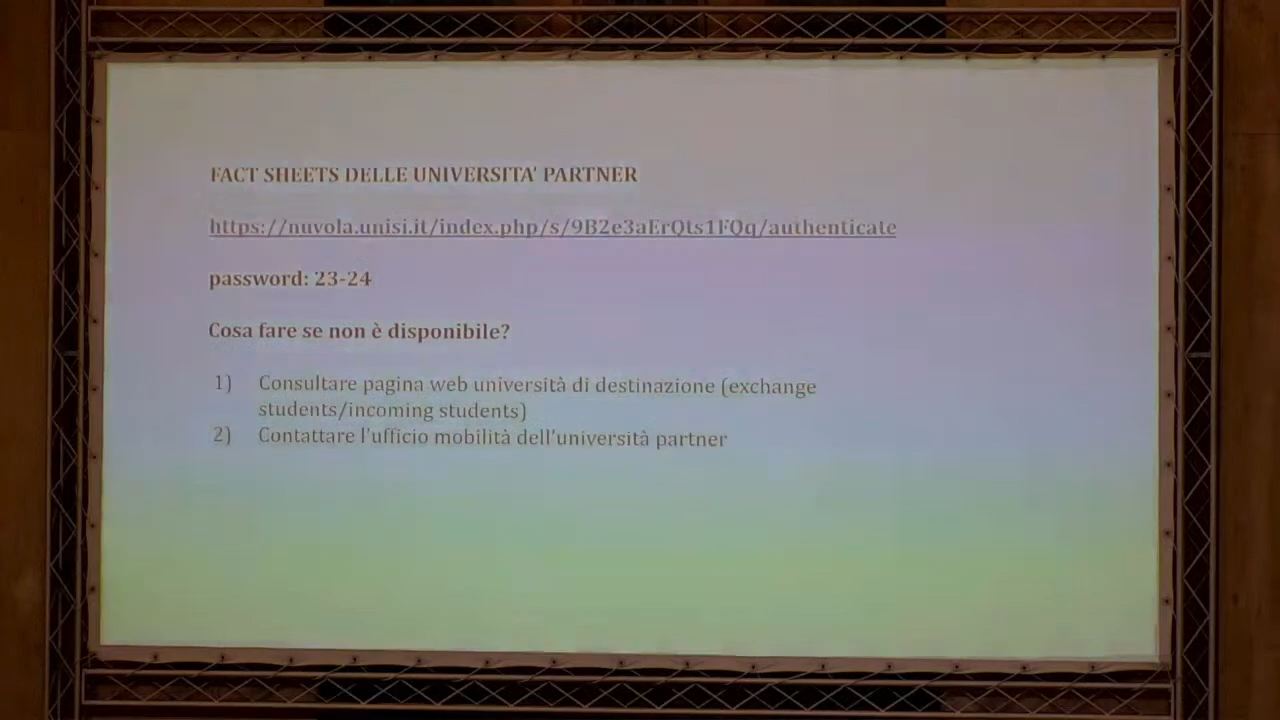 FACT SHEETS DELLE UNIVERSITA' PARTNER
https://nuvola.unisi.it/index.php/s/9B2e3aErQts1FQq/authenticate
password: 23-24
Cosa fare se non è disponibile?
1) Consultare pagina web università di destinazione (exchange
students/incoming students)
2) Contattare l'ufficio mobilità dell'università partner